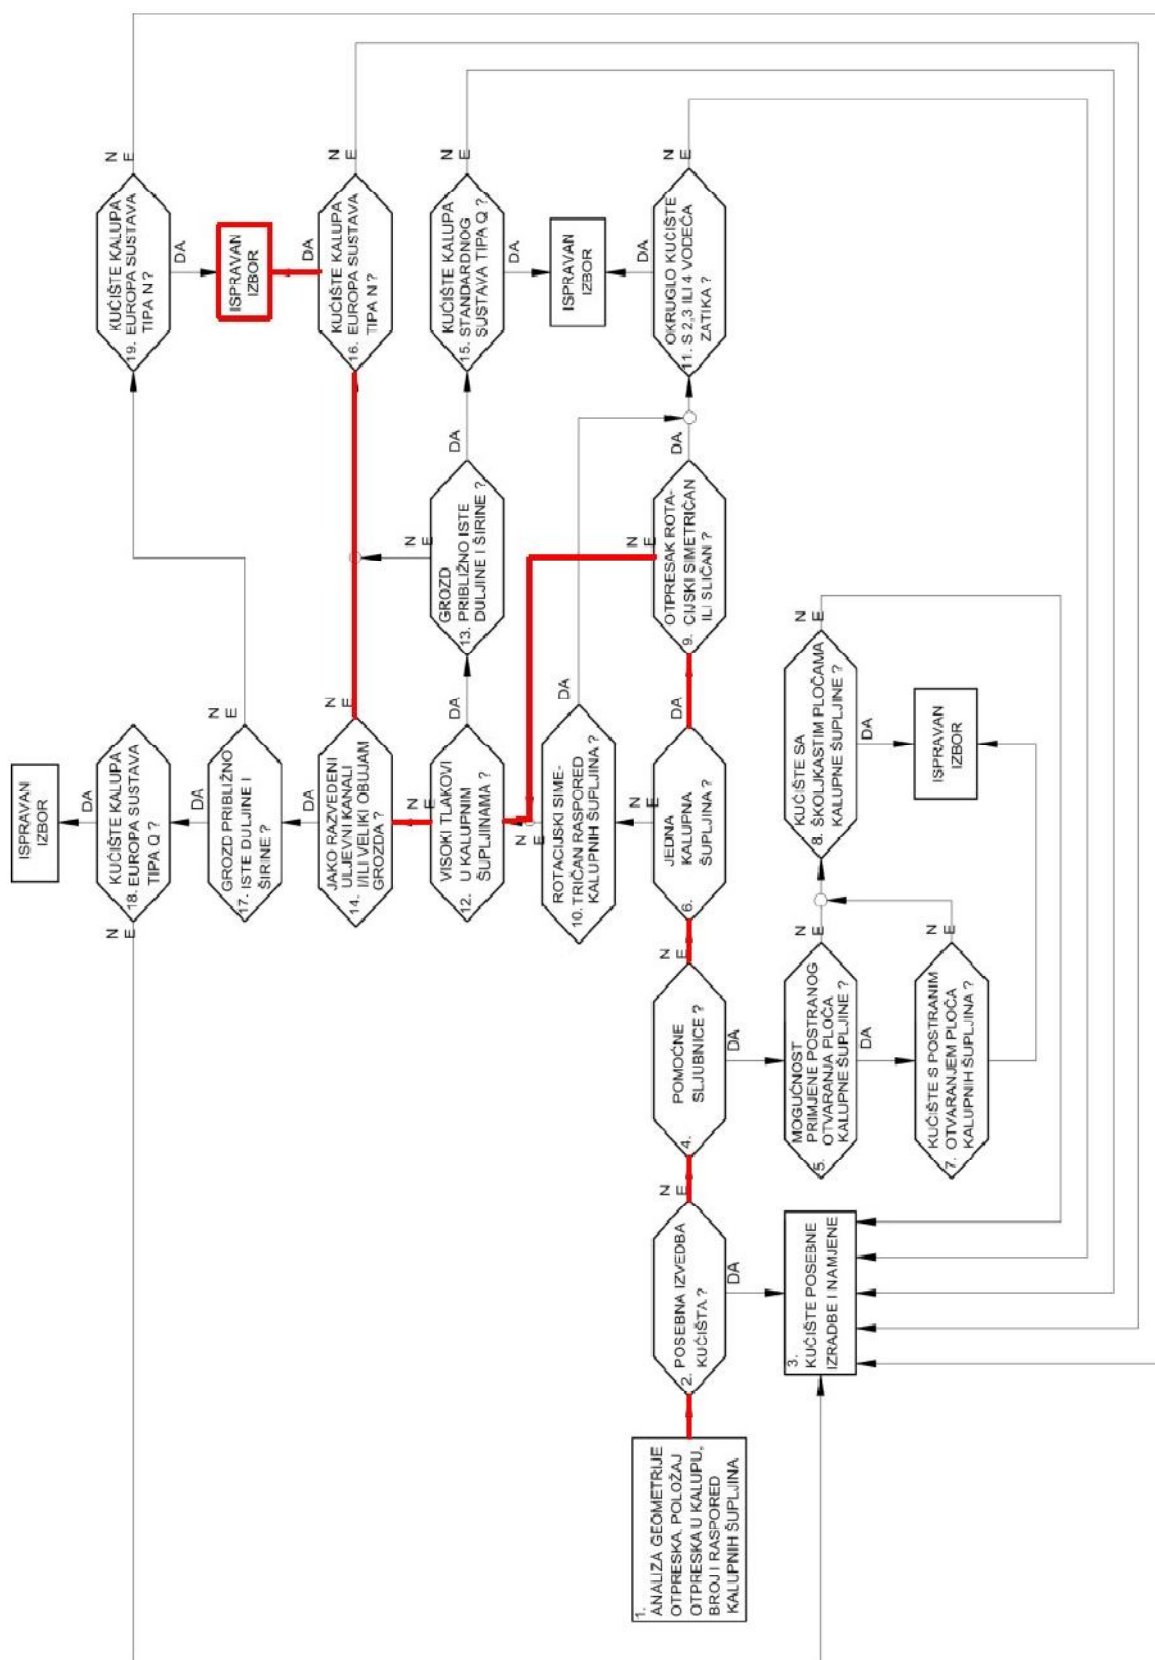 1.
ANALIZA GEOMETRIJE
OTPRESKA, POLOŽAJ
OTPRESKA U KALUPU,
BROJ I RASPORED
KALUPNIH ŠUPLJINA
2. POSEBNA IZVEDBA
KUĆIŠTA ?
NE
DA
3.
KUĆIŠTE POSEBNE
IZRADBE I NAMJENE
4.
POMOĆNE
SLJUBNICE ?
NE
DA
MOGUĆNOST
PRIMJENE POSTRANOG
5. OTVARANJA PLOČA
KALUPNE ŠUPLJINE ?
NE
DA
JEDNA
6. KALUPNA
ŠUPLJINA ?
NE
DA
KUĆIŠTE S POSTRANIM
7. OTVARANJEM PLOČA
KALUPNIH ŠUPLJINA ?
NE
KUĆIŠTE SA
8. ŠKOLJKASTIM PLOČAMA
KALUPNE ŠUPLJINE ?
NE
DA
ISPRAVAN
IZBOR
OTPRESAK ROTA-
9. CIJSKI SIMETRIČAN
ILI SLIČAN ?
NE
DA
ROTACIJSKI SIME-
10. TRIČAN RASPORED
KALUPNIH ŠUPLJINA ?
NE
DA
OKRUGLO KUĆIŠTE
11. S 2,3 ILI 4 VODEĆA
ZATIKA ?
NE
DA
ISPRAVAN
IZBOR
VISOKI TLAKOVI
12. U KALUPNIM
ŠUPLJINAMA ?
NE
DA
GROZD
13. PRIBLIŽNO ISTE
DULJINE I ŠIRINE ?
NE
DA
JAKO RAZVEDENI
ULJEVNI KANALI
14. I/ILI VELIKI OBUJAM
GROZDA ?
NE
DA
KUĆIŠTE KALUPA
15. STANDARDNOG
SUSTAVA TIPA Q ?
NE
DA
KUĆIŠTE KALUPA
16. EUROPA SUSTAVA
TIPA N ?
NE
DA
ISPRAVAN
IZBOR
GROZD PRIBLIŽNO
17. ISTE DULJINE I
ŠIRINE ?
NE
DA
KUĆIŠTE KALUPA
18. EUROPA SUSTAVA
TIPA Q ?
NE
DA
ISPRAVAN
IZBOR
KUĆIŠTE KALUPA
19. EUROPA SUSTAVA
TIPA N ?
NE
DA